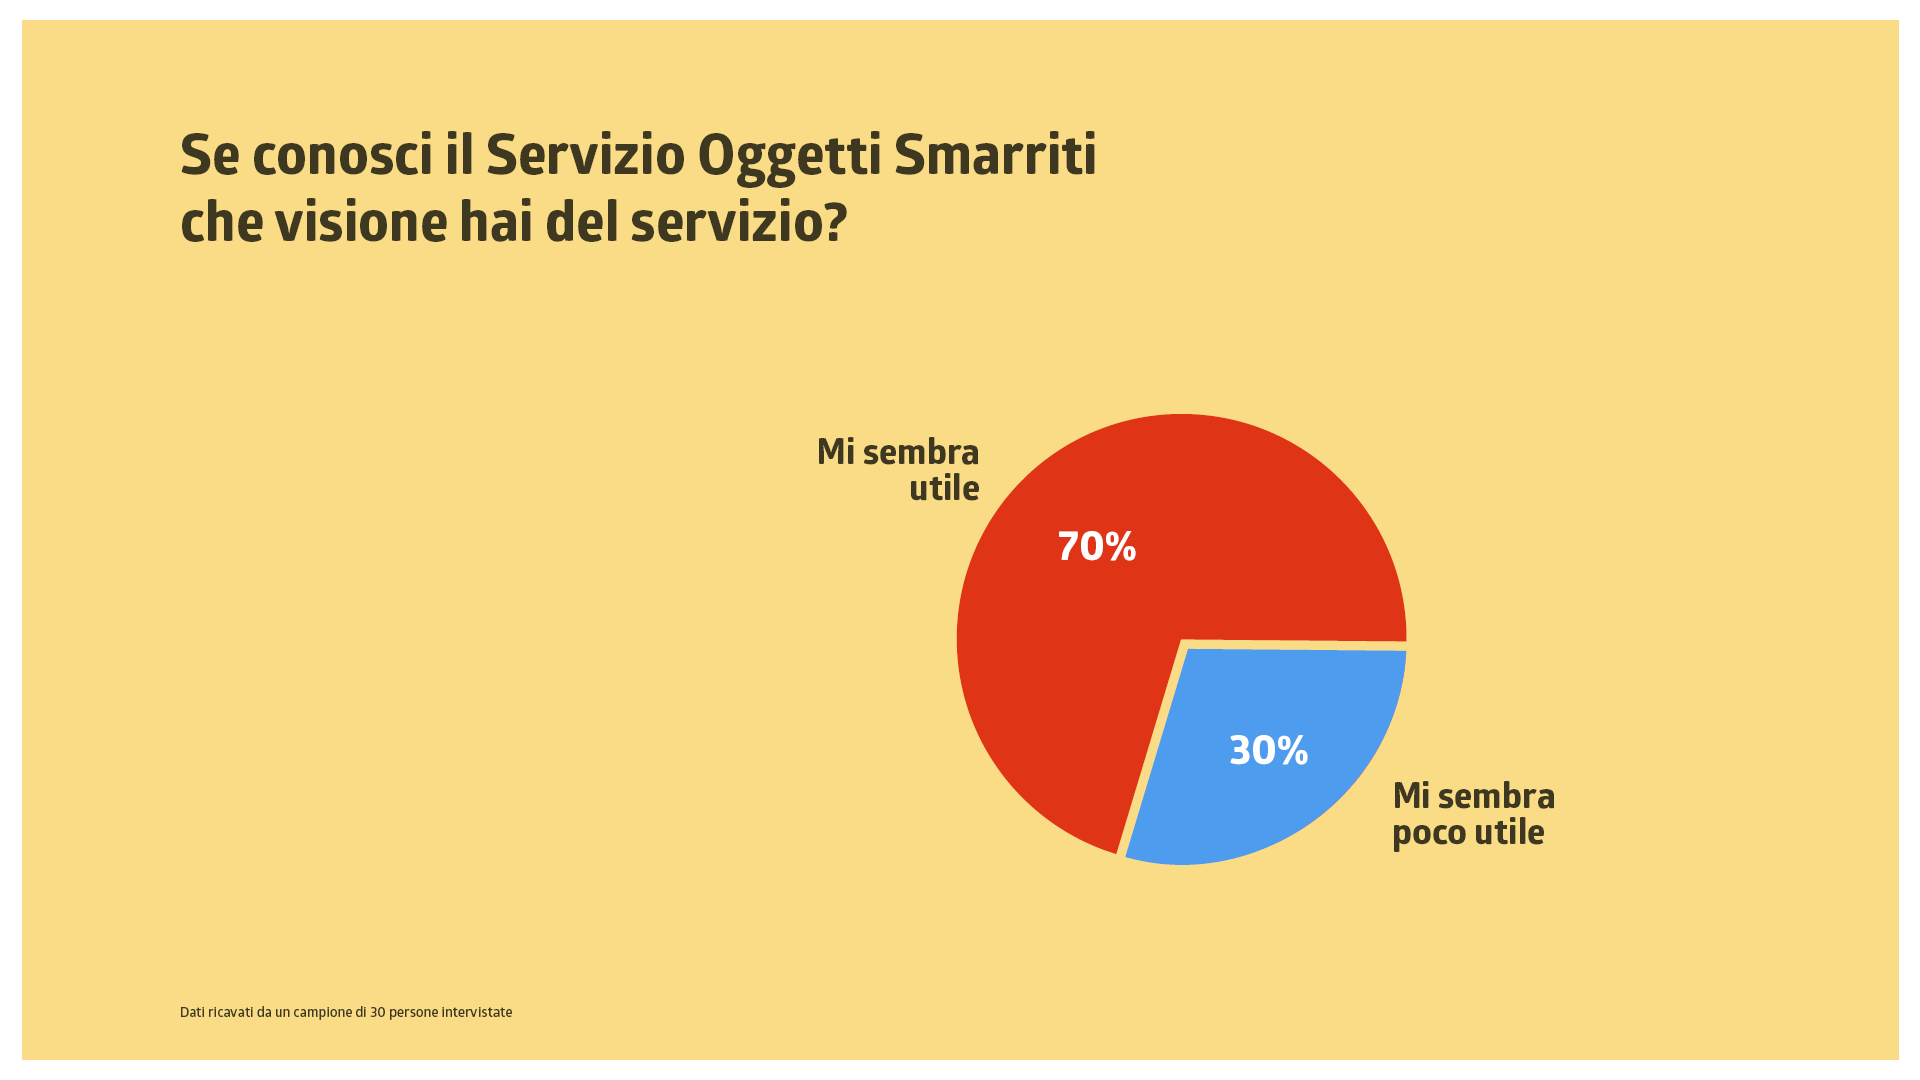 Se conosci il Servizio Oggetti Smarriti
che visione hai del servizio?
Mi sembra
utile
70%
30%
Mi sembra
poco utile
Dati ricavati da un campione di 30 persone intervistate